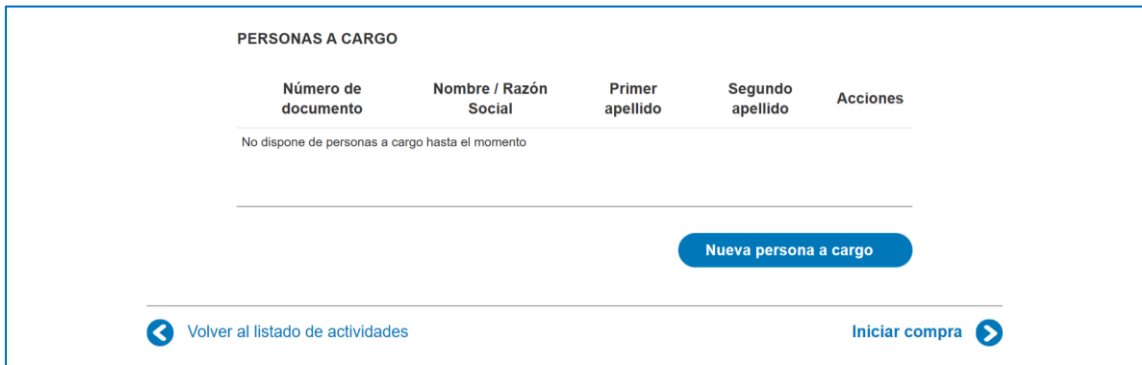 PERSONAS A CARGO
Número de documento
Nombre / Razón Social
Primer apellido
Segundo apellido
Acciones
No dispone de personas a cargo hasta el momento
Nueva persona a cargo
Volver al listado de actividades
Iniciar compra